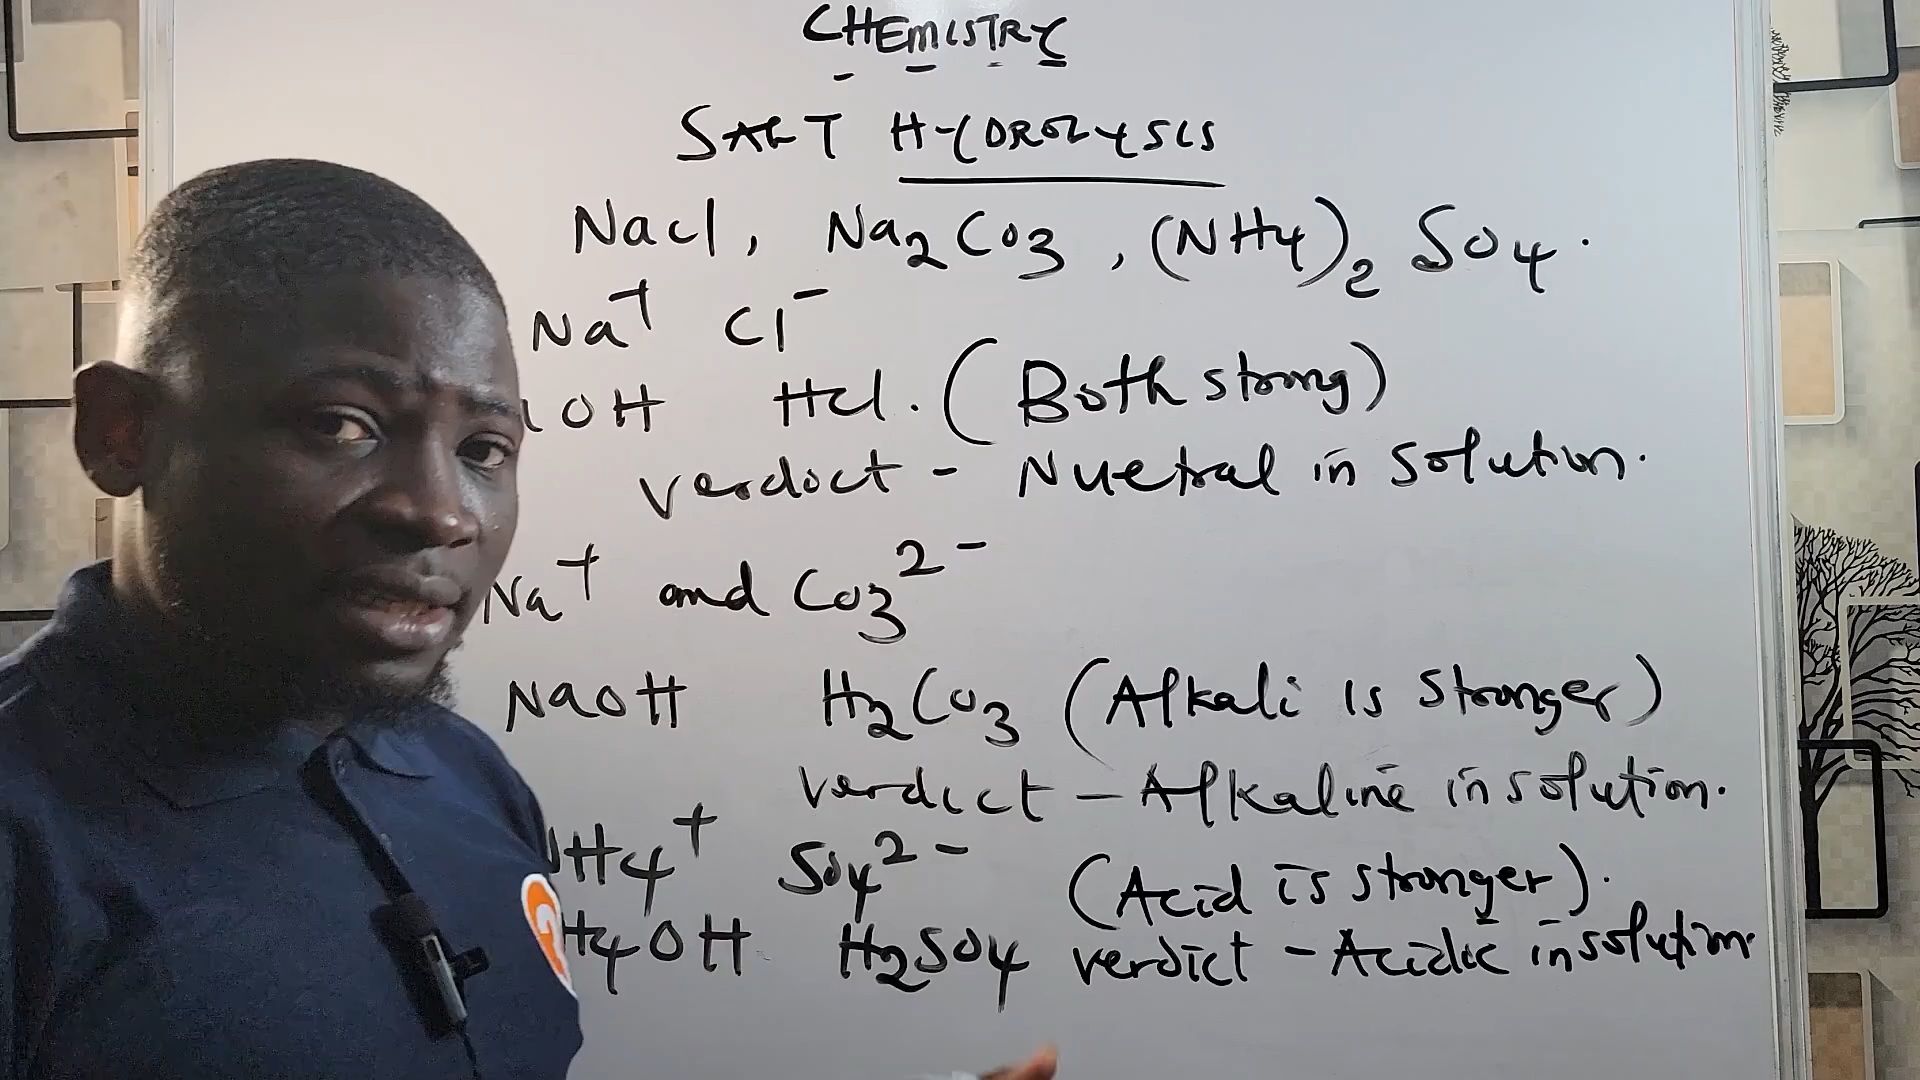 CHEMISTRY
SALT HYDROLYSIS
NaCl, Na2CO3, (NH4)2 SO4.
Na+ Cl-
OH HCl. (Both strong)
verdict - Nuetral in solution.
Na+ and CO3 2-
NaOH H2CO3 (Alkali is stronger)
verdict - Alkaline in solution.
NH4+ SO4 2- (Acid is stronger).
H4OH H2SO4 verdict - Acidic in solution.